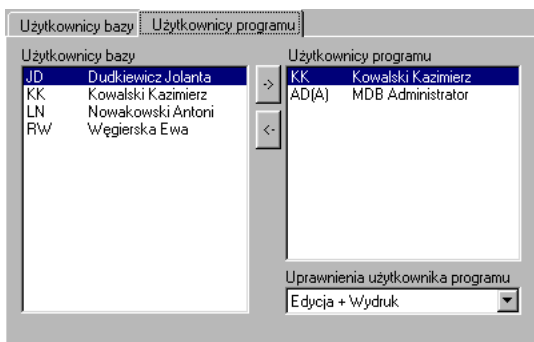 Użytkownicy bazy Użytkownicy programu
Użytkownicy bazy
JD Dudkiewicz Jolanta
KK Kowalski Kazimierz
LN Nowakowski Antoni
RW Węgierska Ewa
->
<-
Użytkownicy programu
KK Kowalski Kazimierz
AD(A) MDB Administrator
Uprawnienia użytkownika programu
Edycja + Wydruk